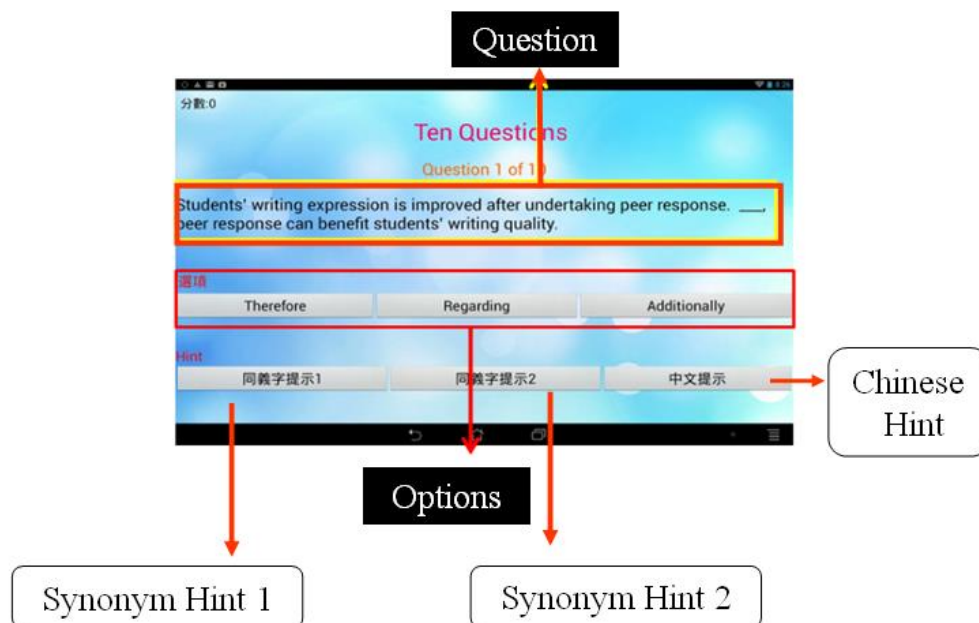 Question
分數:0
Ten Questions
Question 1 of 10
Students' writing expression is improved after undertaking peer response. ___,
peer response can benefit students' writing quality.
選項
Therefore Regarding Additionally
Hint
同義字提示1 同義字提示2 中文提示
Chinese
Hint
Options
Synonym Hint 1 Synonym Hint 2